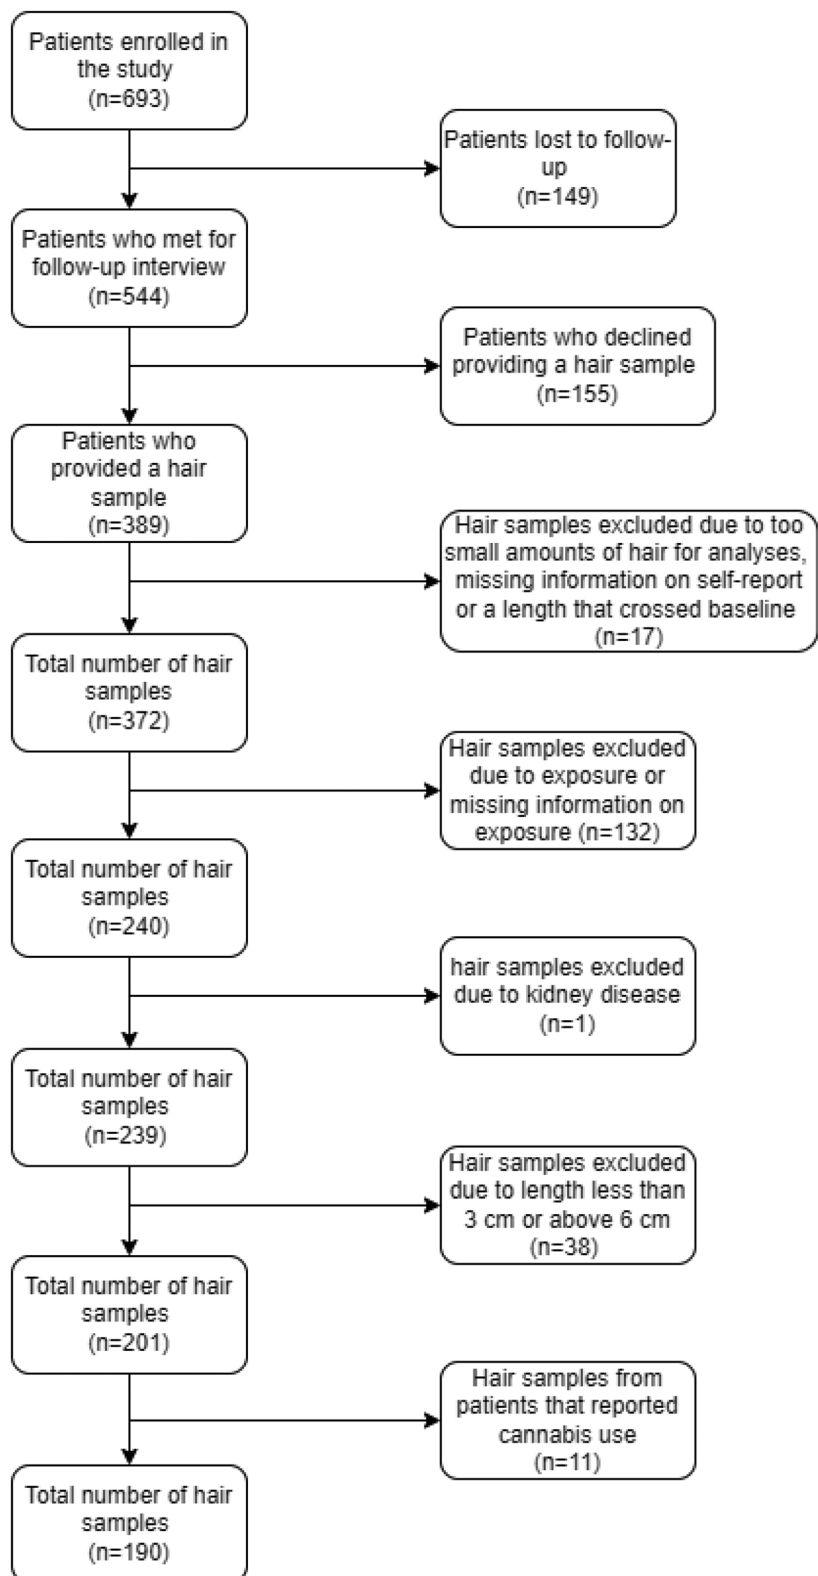 Patients enrolled in
the study
(n=693)
Patients lost to follow-
up
(n=149)
Patients who met for
follow-up interview
(n=544)
Patients who declined
providing a hair sample
(n=155)
Patients who
provided a hair
sample
(n=389)
Hair samples excluded due to too
small amounts of hair for analyses,
missing information on self-report
or a length that crossed baseline
(n=17)
Total number of hair
samples
(n=372)
Hair samples excluded
due to exposure or
missing information on
exposure (n=132)
Total number of hair
samples
(n=240)
hair samples excluded
due to kidney disease
(n=1)
Total number of hair
samples
(n=239)
Hair samples excluded
due to length less than
3 cm or above 6 cm
(n=38)
Total number of hair
samples
(n=201)
Hair samples from
patients that reported
cannabis use
(n=11)
Total number of hair
samples
(n=190)